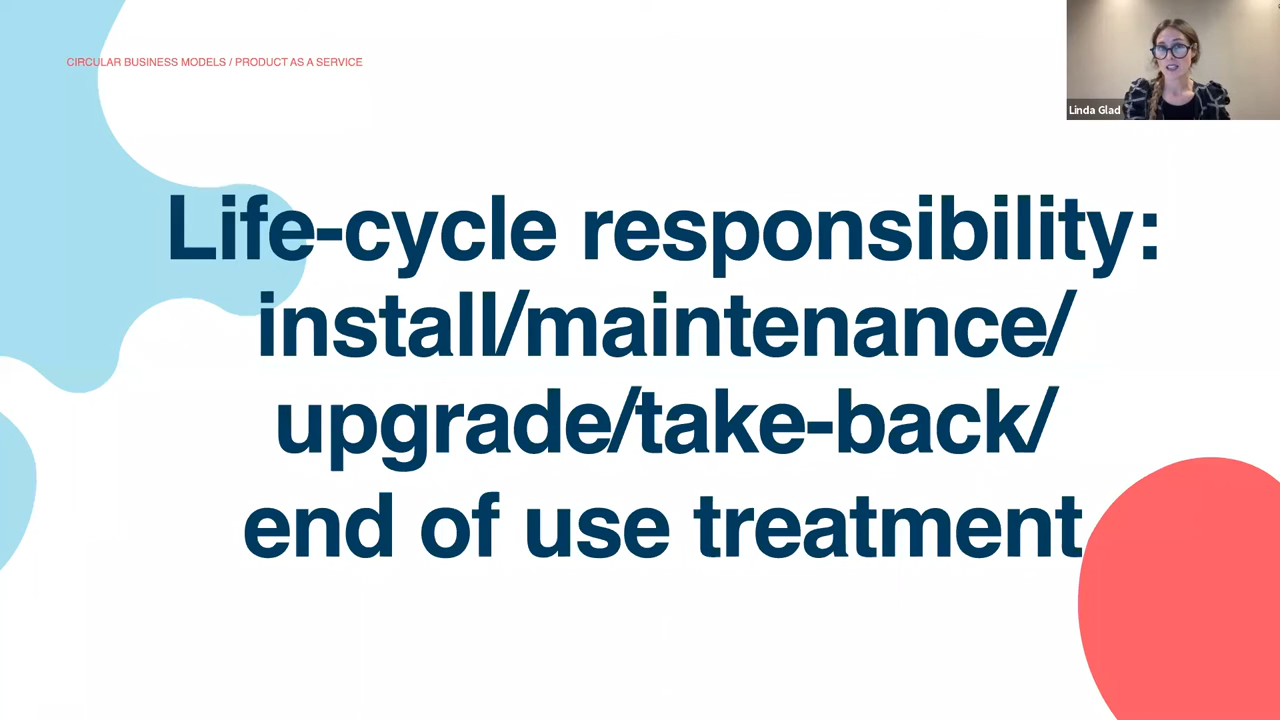 CIRCULAR BUSINESS MODELS / PRODUCT AS A SERVICE
Linda Glad
Life-cycle responsibility:
install/maintenance/
upgrade/take-back/
end of use treatment